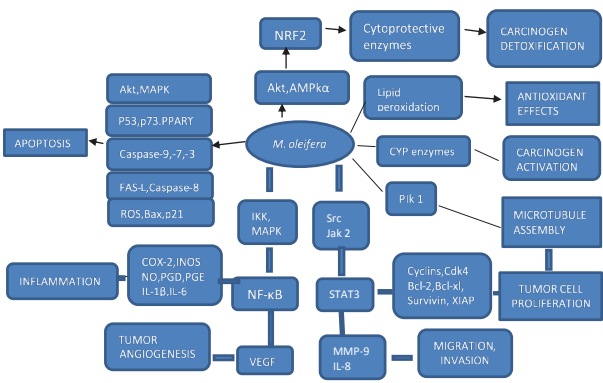 NRF2
Cytoprotective
enzymes
CARCINOGEN
DETOXIFICATION
Akt,MAPK
Akt,AMPkα
Lipid
peroxidation
ANTIOXIDANT
EFFECTS
P53,p73.PPARY
APOPTOSIS
Caspase-9,-7,-3
M. oleifera
CYP enzymes
CARCINOGEN
ACTIVATION
FAS-L,Caspase-8
ROS,Bax,p21
IKK,
MAPK
Src
Jak 2
Plk 1
MICROTUBULE
ASSEMBLY
INFLAMMATION
COX-2,INOS
NO,PGD,PGE
IL-1β,IL-6
NF-κB
STAT3
Cyclins,Cdk4
Bcl-2,Bcl-xl,
Survivin, XIAP
TUMOR CELL
PROLIFERATION
TUMOR
ANGIOGENESIS
VEGF
MMP-9
IL-8
MIGRATION,
INVASION